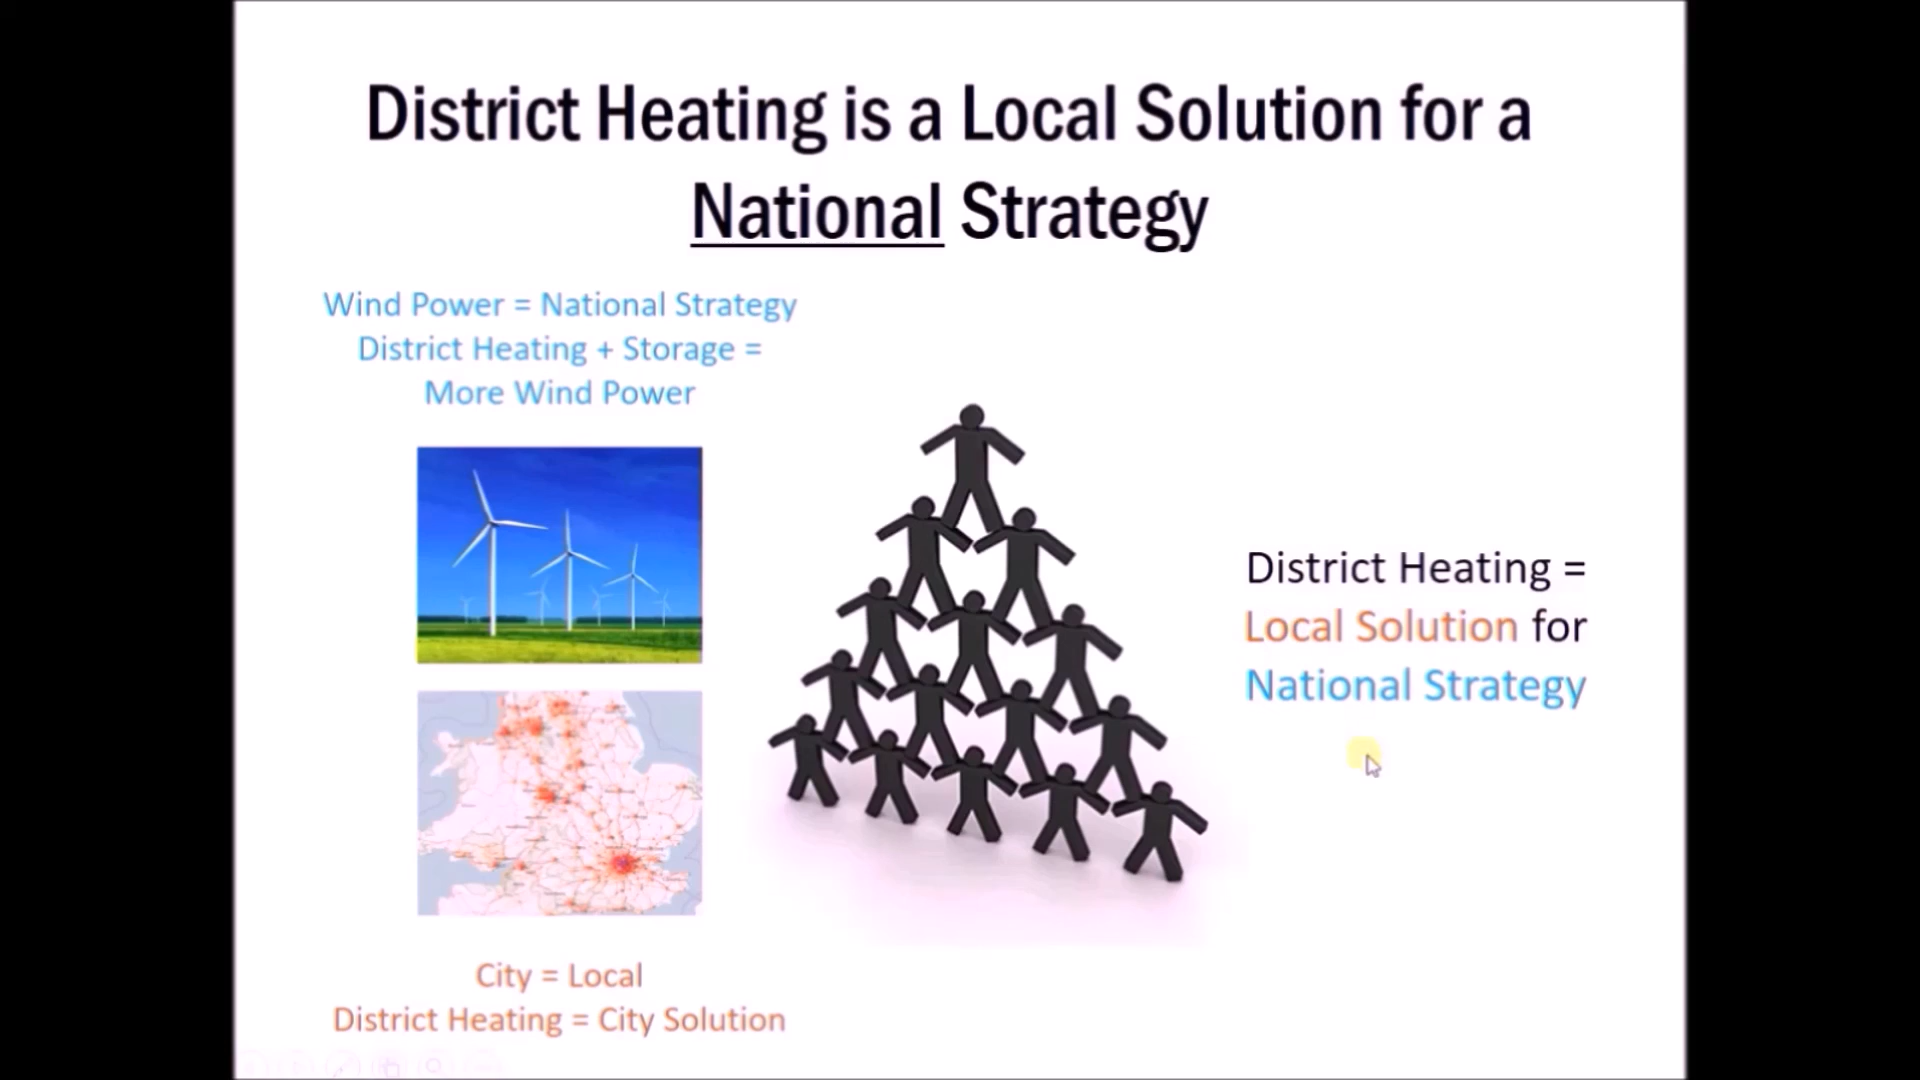 District Heating is a Local Solution for a
National Strategy
Wind Power = National Strategy
District Heating + Storage =
More Wind Power
District Heating =
Local Solution for
National Strategy
City = Local
District Heating = City Solution